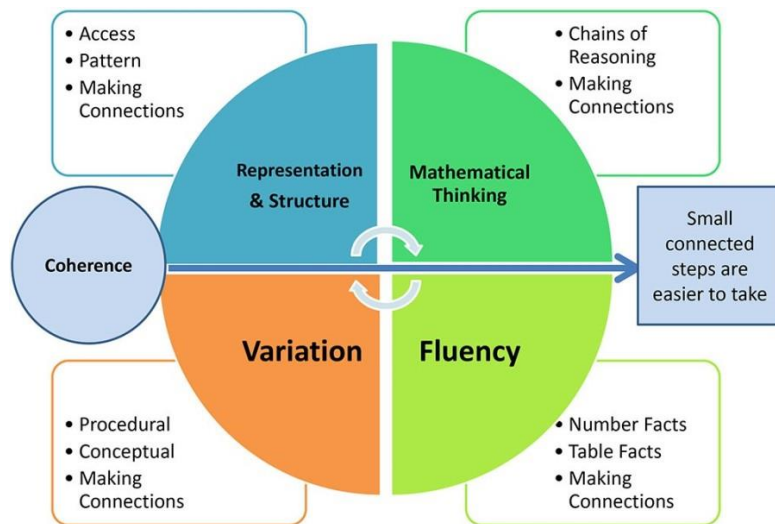 • Access
• Pattern
• Making
Connections
• Chains of
Reasoning
• Making
Connections
Representation
& Structure
Mathematical
Thinking
Coherence
Small
connected
steps are
easier to take
Variation
Fluency
• Procedural
• Conceptual
• Making
Connections
• Number Facts
• Table Facts
• Making
Connections